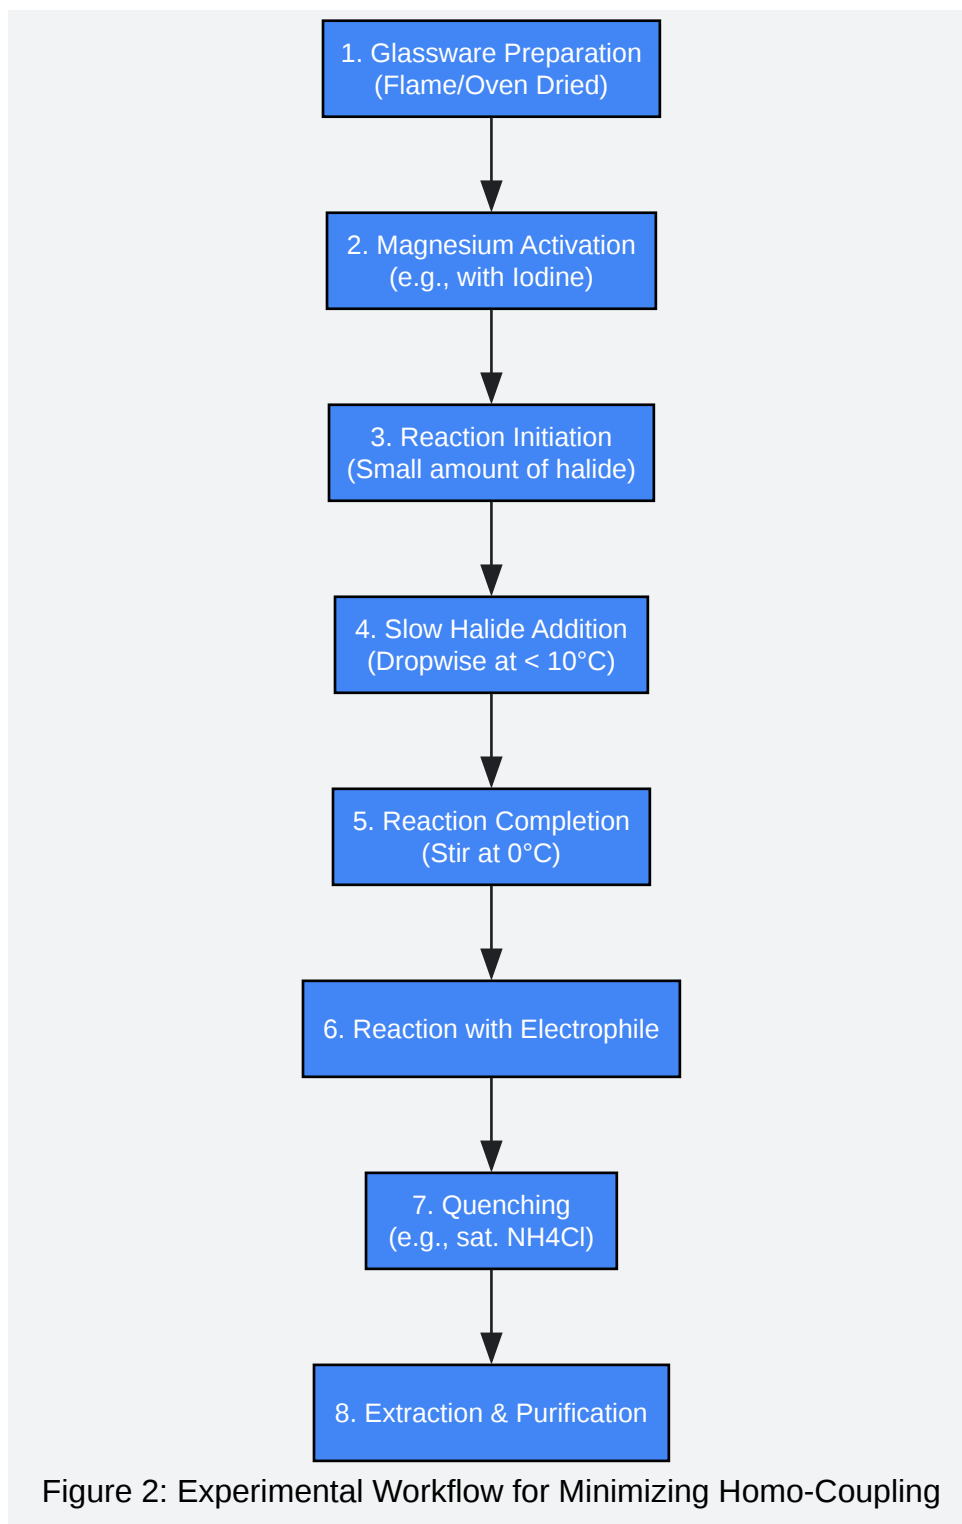 1. Glassware Preparation
(Flame/Oven Dried)
2. Magnesium Activation
(e.g., with Iodine)
3. Reaction Initiation
(Small amount of halide)
4. Slow Halide Addition
(Dropwise at < 10°C)
5. Reaction Completion
(Stir at 0°C)
6. Reaction with Electrophile
7. Quenching
(e.g., sat. NH4Cl)
8. Extraction & Purification
Figure 2: Experimental Workflow for Minimizing Homo-Coupling